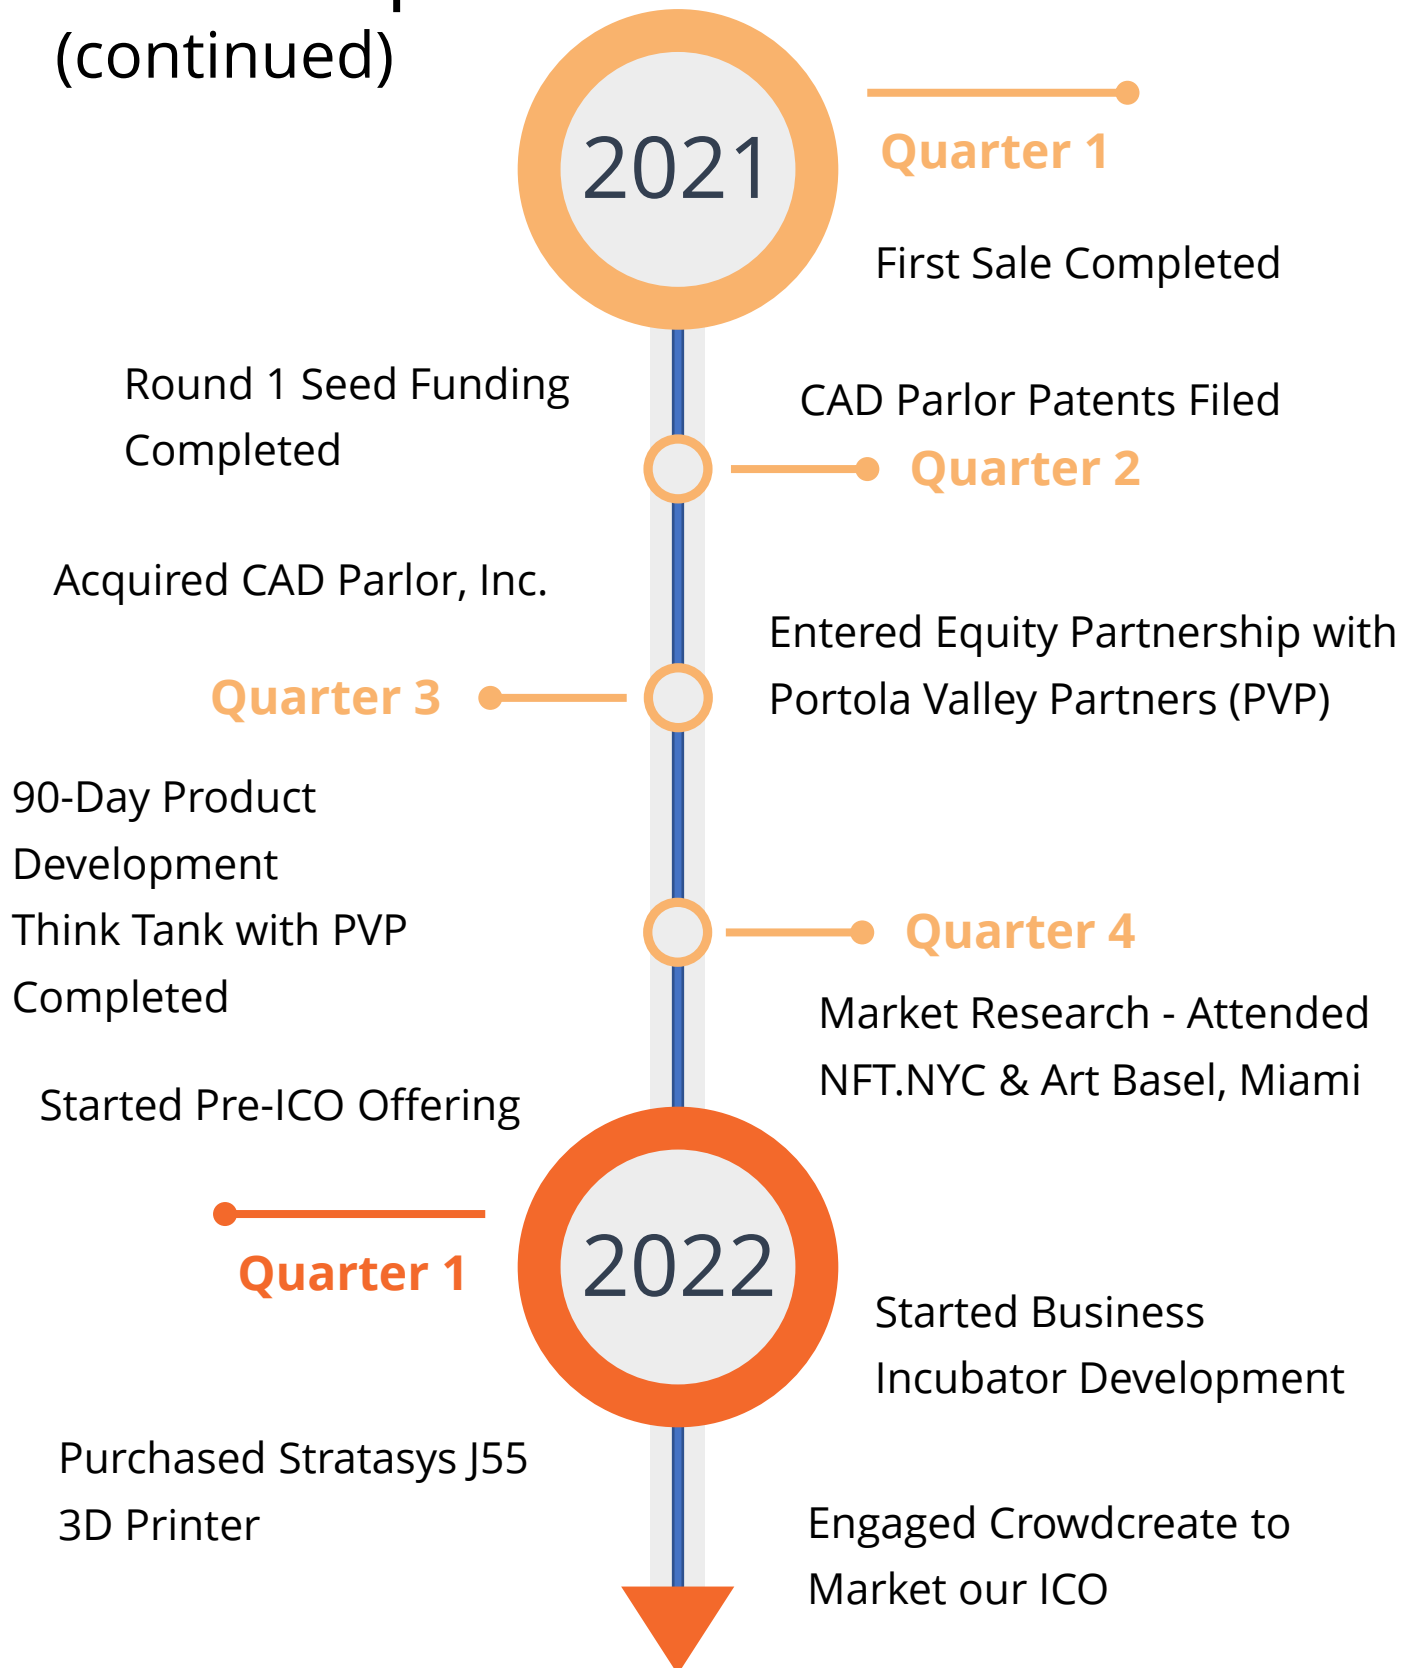 (continued)
2021
Quarter 1
First Sale Completed
Round 1 Seed Funding
Completed
CAD Parlor Patents Filed
Quarter 2
Acquired CAD Parlor, Inc.
Entered Equity Partnership with
Portola Valley Partners (PVP)
Quarter 3
90-Day Product
Development
Think Tank with PVP
Completed
Quarter 4
Market Research - Attended
NFT.NYC & Art Basel, Miami
Started Pre-ICO Offering
2022
Quarter 1
Started Business
Incubator Development
Purchased Stratasys J55
3D Printer
Engaged Crowdcreate to
Market our ICO